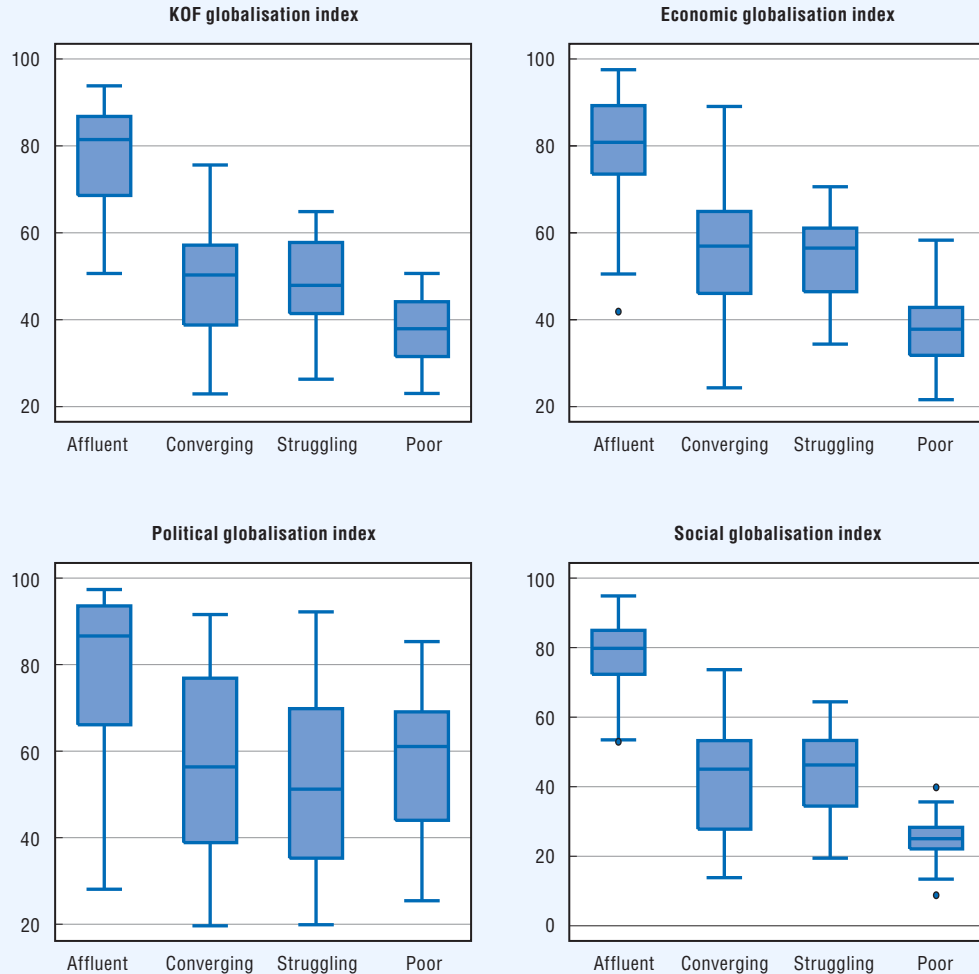 KOF globalisation index
100
80
60
40
20
Affluent Converging Struggling Poor
Economic globalisation index
100
80
60
40
20
Affluent Converging Struggling Poor
Political globalisation index
100
80
60
40
20
Affluent Converging Struggling Poor
Social globalisation index
100
80
60
40
20
0
Affluent Converging Struggling Poor